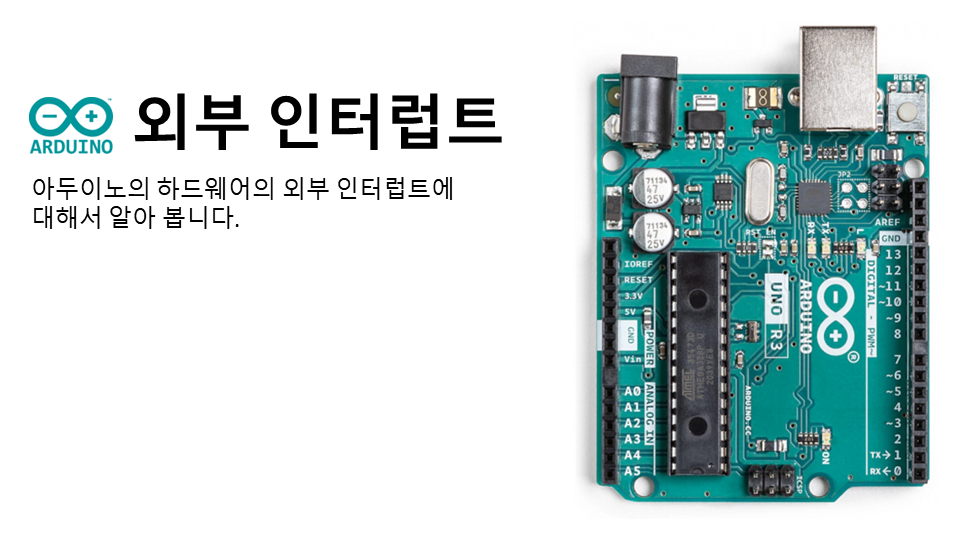 외부 인터럽트
ARDUINO
아두이노의 하드웨어의 외부 인터럽트에
대해서 알아 봅니다.
RESET
71134
47
25V
71134
47
25V
JP2
RST EN
RX
TX
L
AREF
GND
13
12
~11
~10
~9
8
7
~6
~5
4
~3
2
TX→1
RX←0
DIGITAL - PWM~
IOREF
RESET
3.3V
5V
GND
Vin
POWER
A0
A1
A2
A3
A4
A5
ANALOG IN
UNO R3
ARDUINO
ARDUINO.CC
ON
ICSP